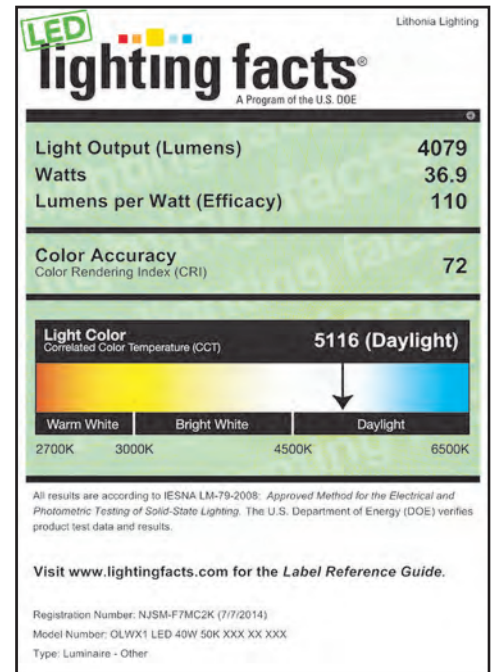 Lithonia Lighting
LED
lighting facts®
A Program of the U.S. DOE
Light Output (Lumens) 4079
Watts 36.9
Lumens per Watt (Efficacy) 110
Color Accuracy 72
Color Rendering Index (CRI)
Light Color 5116 (Daylight)
Correlated Color Temperature (CCT)
Warm White Bright White Daylight
2700K 3000K 4500K 6500K
All results are according to IESNA LM-79-2008: Approved Method for the Electrical and
Photometric Testing of Solid-State Lighting. The U.S. Department of Energy (DOE) verifies
product test data and results.
Visit www.lightingfacts.com for the Label Reference Guide.
Registration Number: NJSM-F7MC2K (7/7/2014)
Model Number: OLWX1 LED 40W 50K XXX XX XXX
Type: Luminaire - Other